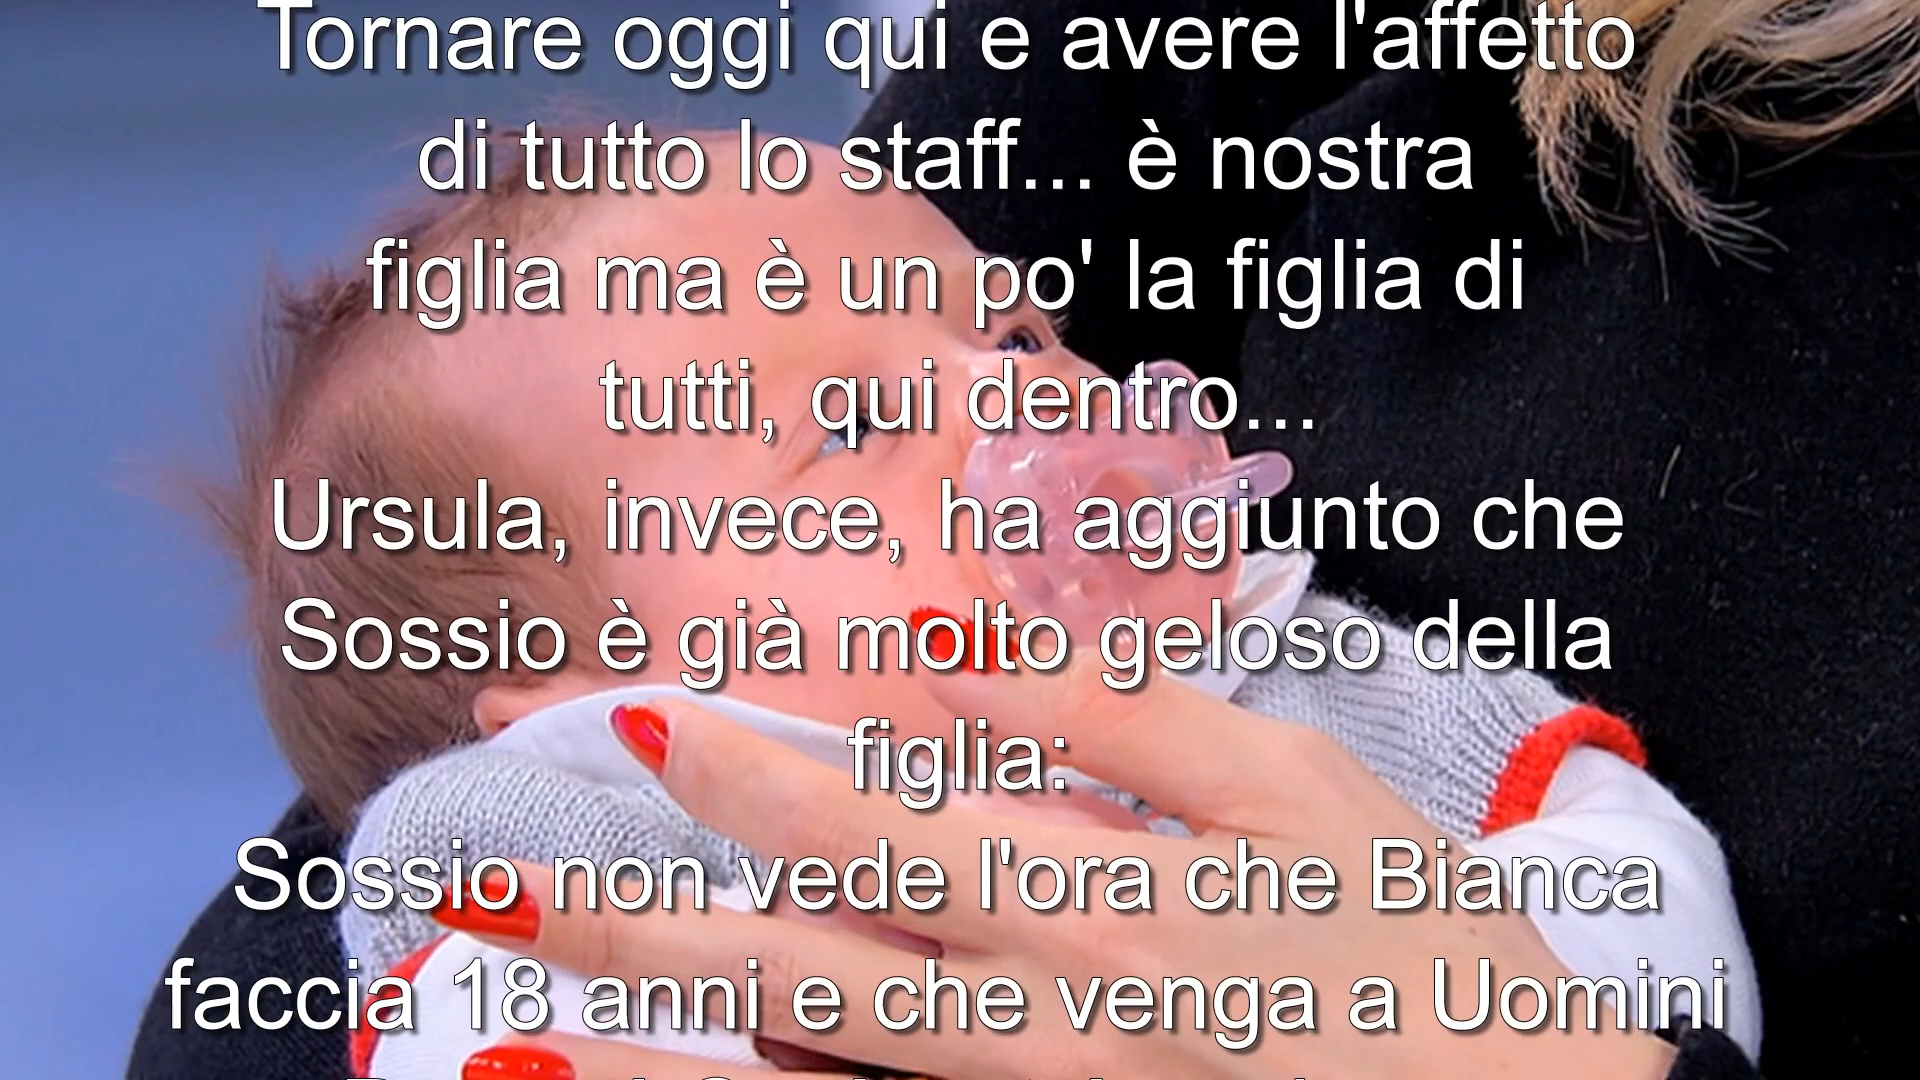 Tornare oggi qui e avere l'affetto
di tutto lo staff... è nostra
figlia ma è un po' la figlia di
tutti, qui dentro...
Ursula, invece, ha aggiunto che
Sossio è già molto geloso della
figlia:
Sossio non vede l'ora che Bianca
faccia 18 anni e che venga a Uomini